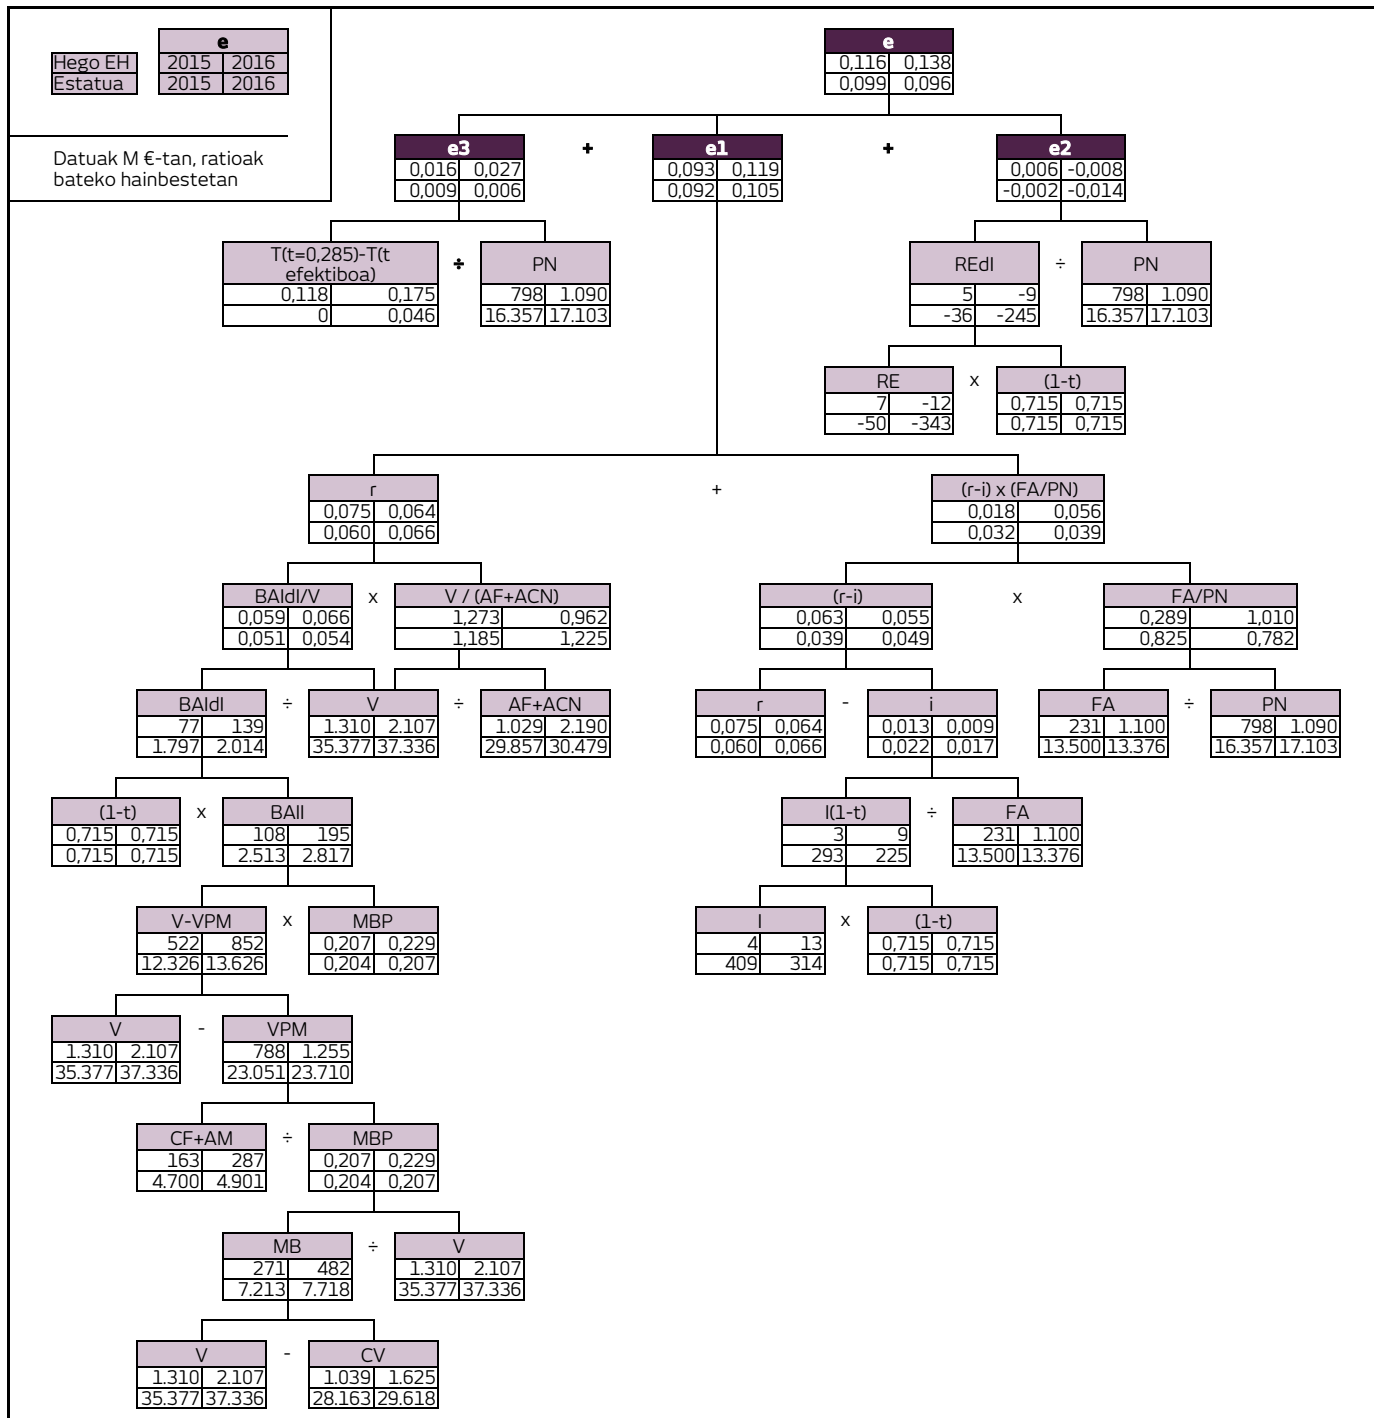 e
Hego EH 2015 2016
Estatua 2015 2016
Datuak M €-tan, ratioak
bateko hainbestetan
e
0,116 0,138
0,099 0,096
e3 + e1 + e2
0,016 0,027 0,093 0,119 0,006 -0,008
0,009 0,006 0,092 0,105 -0,002 -0,014
T(t=0,285)-T(t
efektiboa) ÷ PN REdI ÷ PN
0,118 0,175 798 1.090 5 -9 798 1.090
0 0,046 16.357 17.103 -36 -245 16.357 17.103
RE x (1-t)
7 -12 0,715 0,715
-50 -343 0,715 0,715
r + (r-i) x (FA/PN)
0,075 0,064 0,018 0,056
0,060 0,066 0,032 0,039
BAIdI/V x V / (AF+ACN) (r-i) x FA/PN
0,059 0,066 1,273 0,962 0,063 0,055 0,289 1,010
0,051 0,054 1,185 1,225 0,039 0,049 0,825 0,782
BAIdI ÷ V ÷ AF+ACN r - i FA ÷ PN
77 139 1.310 2.107 1.029 2.190 0,075 0,064 0,013 0,009 231 1.100 798 1.090
1.797 2.014 35.377 37.336 29.857 30.479 0,060 0,066 0,022 0,017 13.500 13.376 16.357 17.103
(1-t) x BAII I(1-t) ÷ FA
0,715 0,715 108 195 3 9 231 1.100
0,715 0,715 2.513 2.817 293 225 13.500 13.376
V-VPM x MBP I x (1-t)
522 852 0,207 0,229 4 13 0,715 0,715
12.326 13.626 0,204 0,207 409 314 0,715 0,715
V - VPM
1.310 2.107 788 1.255
35.377 37.336 23.051 23.710
CF+AM ÷ MBP
163 287 0,207 0,229
4.700 4.901 0,204 0,207
MB ÷ V
271 482 1.310 2.107
7.213 7.718 35.377 37.336
V - CV
1.310 2.107 1.039 1.625
35.377 37.336 28.163 29.618